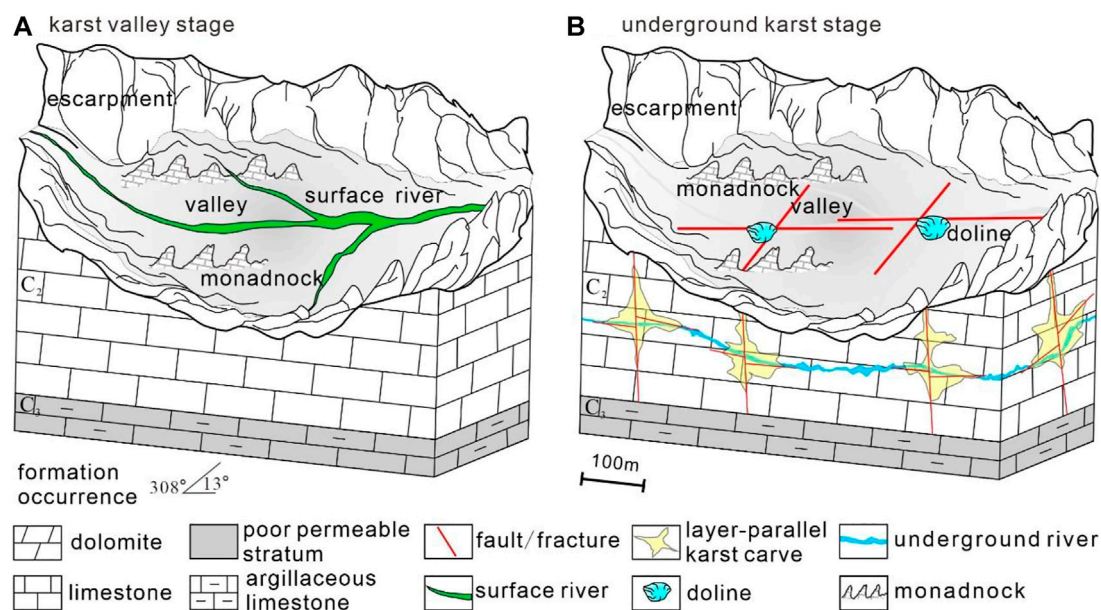 A karst valley stage
escarpment
valley
surface river
monadnock
C2
C3
formation
occurrence 308° 13°
B underground karst stage
escarpment
monadnock
valley
doline
C2
C3
100m
dolomite
poor permeable
stratum
fault/fracture
layer-parallel
karst carve
underground river
limestone
argillaceous
limestone
surface river
doline
monadnock